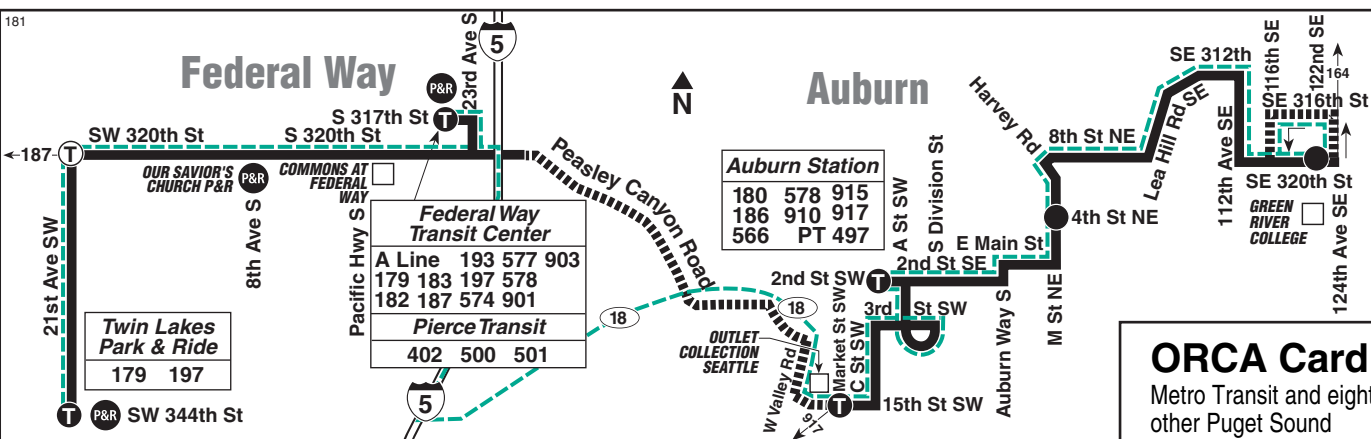 181
Federal Way
Auburn
N
5
23rd Ave S
P&R
S 317th St
T
SW 320th St
S 320th St
187
T
OUR SAVIOR'S
CHURCH P&R
P&R
COMMONS AT
FEDERAL
WAY
21st Ave SW
8th Ave S
Pacific Hwy S
Federal Way
Transit Center
A Line 193 577 903
179 183 197 578
182 187 574 901
Pierce Transit
402 500 501
5
Twin Lakes
Park & Ride
179 197
T
P&R
SW 344th St
Peasley Canyon Road
18
18
Auburn Station
180 578 915
186 910 917
566 PT 497
OUTLET
COLLECTION
SEATTLE
W Valley Rd
917
T
15th St SW
Market St SW
C St SW
3rd St SW
2nd St SW
T
A St SW
S Division St
2nd St SE
E Main St
Auburn Way S
M St NE
4th St NE
Harvey Rd
8th St NE
Lea Hill Rd SE
SE 312th
112th Ave SE
116th SE
122nd SE
164
SE 316th St
SE 320th St
GREEN
RIVER
COLLEGE
124th Ave SE
ORCA Card
Metro Transit and eight
other Puget Sound